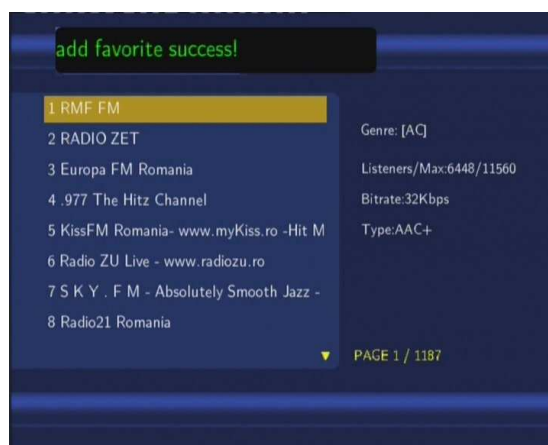 add favorite success!
1 RMF FM
2 RADIO ZET
3 Europa FM Romania
4 .977 The Hitz Channel
5 KissFM Romania- www.myKiss.ro -Hit M
6 Radio ZU Live - www.radiozu.ro
7 S K Y . F M - Absolutely Smooth Jazz -
8 Radio21 Romania
Genre: [AC]
Listeners/Max:6448/11560
Bitrate:32Kbps
Type:AAC+
PAGE 1 / 1187